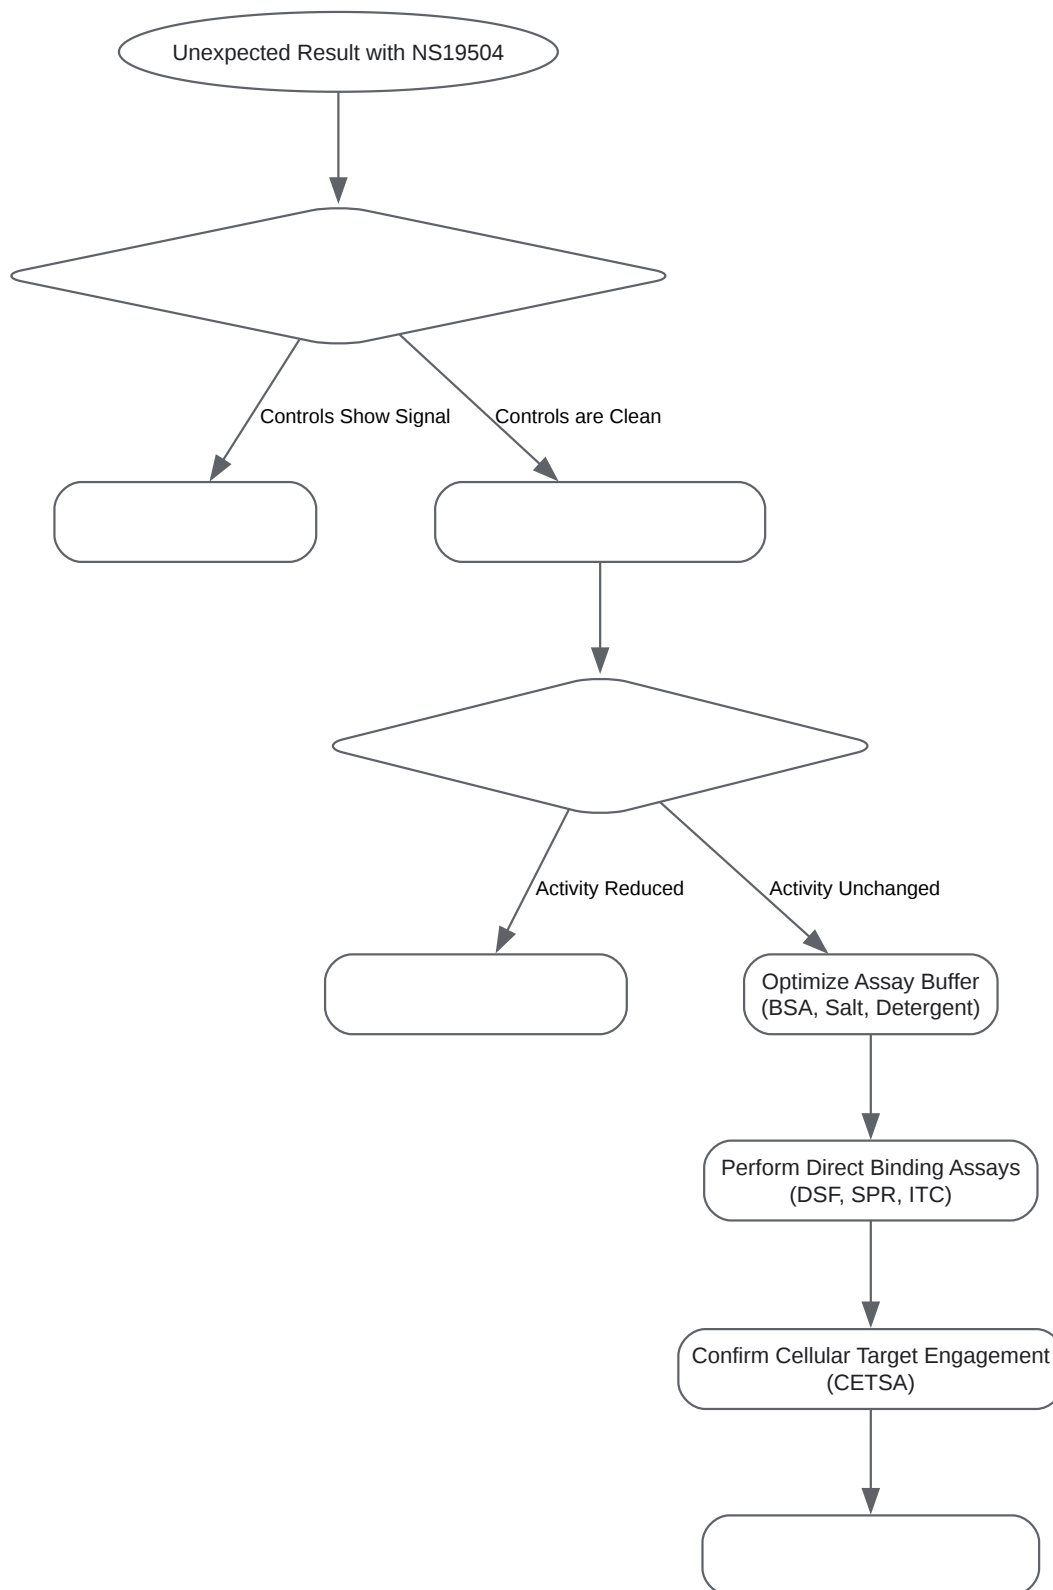 Unexpected Result with NS19504
Controls Show Signal
Controls are Clean
Activity Reduced
Activity Unchanged
Optimize Assay Buffer
(BSA, Salt, Detergent)
Perform Direct Binding Assays
(DSF, SPR, ITC)
Confirm Cellular Target Engagement
(CETSA)